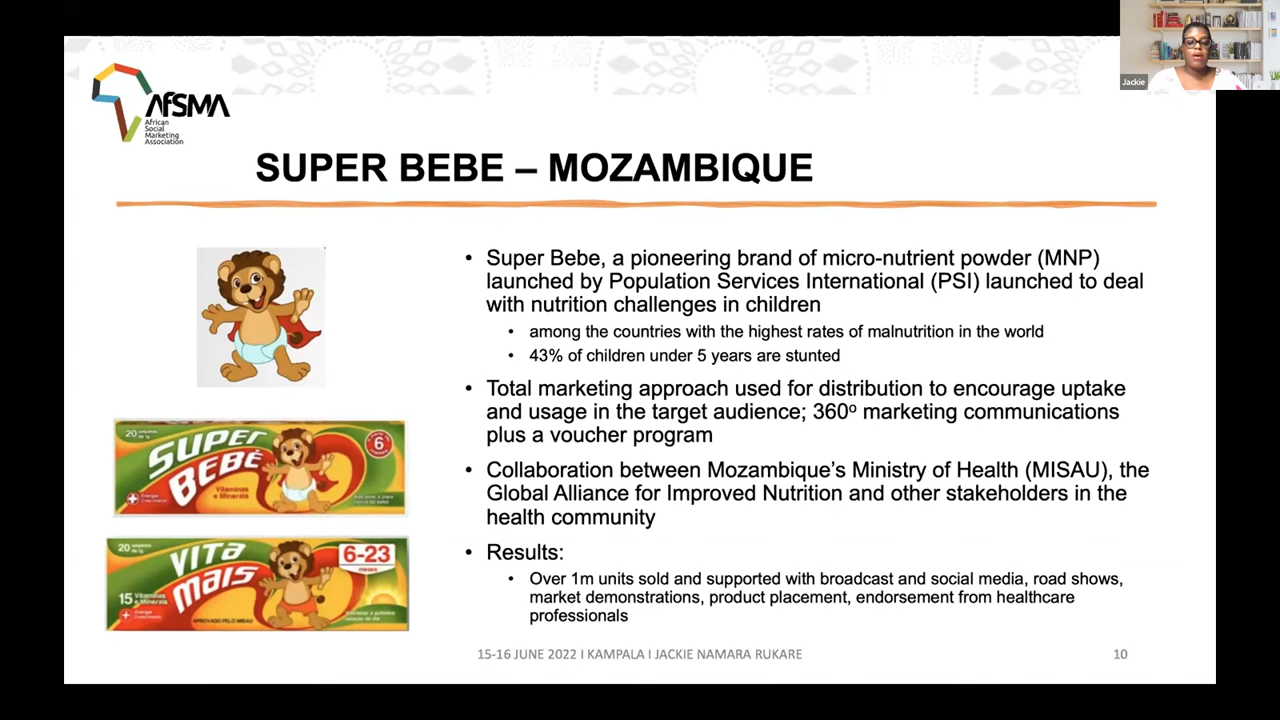 Jackie
AfSMA
African
Social
Marketing
Association
SUPER BEBE – MOZAMBIQUE
• Super Bebe, a pioneering brand of micro-nutrient powder (MNP)
launched by Population Services International (PSI) launched to deal
with nutrition challenges in children
• among the countries with the highest rates of malnutrition in the world
• 43% of children under 5 years are stunted
• Total marketing approach used for distribution to encourage uptake
and usage in the target audience; 360º marketing communications
plus a voucher program
• Collaboration between Mozambique’s Ministry of Health (MISAU), the
Global Alliance for Improved Nutrition and other stakeholders in the
health community
• Results:
• Over 1m units sold and supported with broadcast and social media, road shows,
market demonstrations, product placement, endorsement from healthcare
professionals
20
SUPER
BEBÉ
6
Vitaminas
e Minerais
Energia
Crescimento
20
VITA
MAIS
6-23
meses
15 Vitaminas
e Minerais
Energia
Crescimento
APROVADO PELO MISAU
15-16 JUNE 2022 I KAMPALA I JACKIE NAMARA RUKARE
10